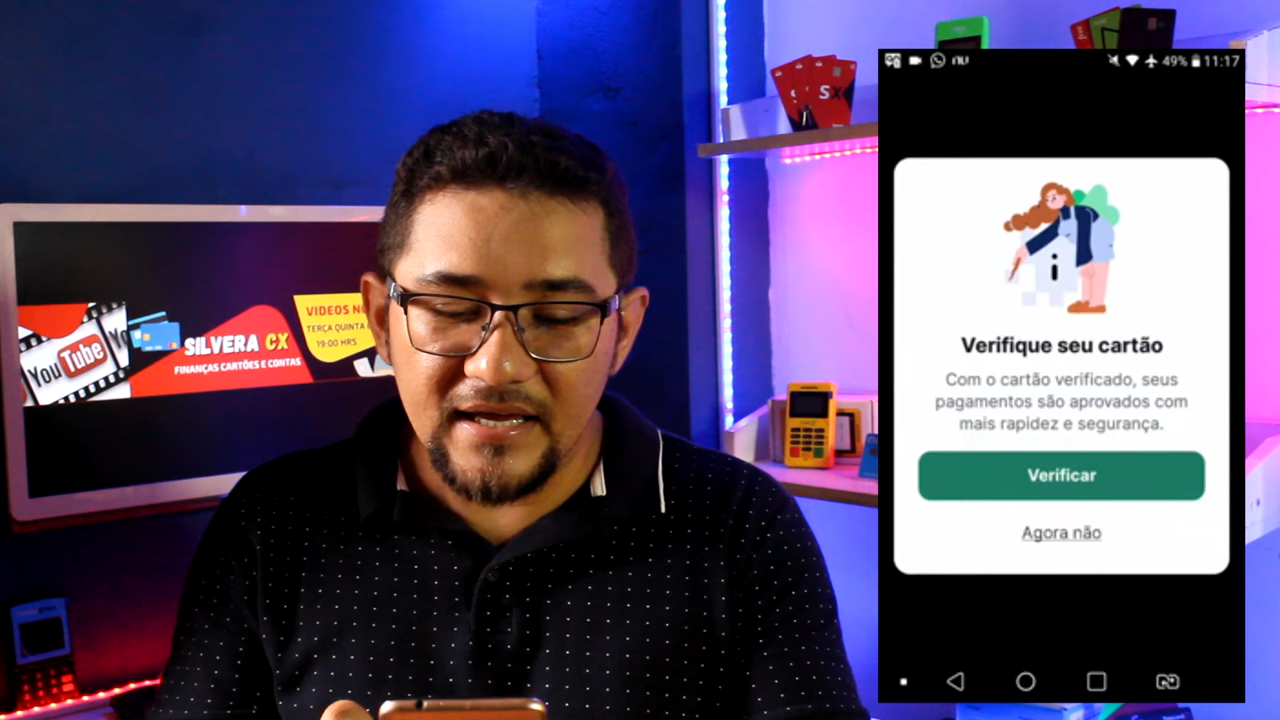 YouTube
SILVERA CX
FINANÇAS CARTÕES E CONTAS
VIDEOS
TERÇA QUINTA
19:00 HRS
SX
49% 11:17
Verifique seu cartão
Com o cartão verificado, seus
pagamentos são aprovados com
mais rapidez e segurança.
Verificar
Agora não